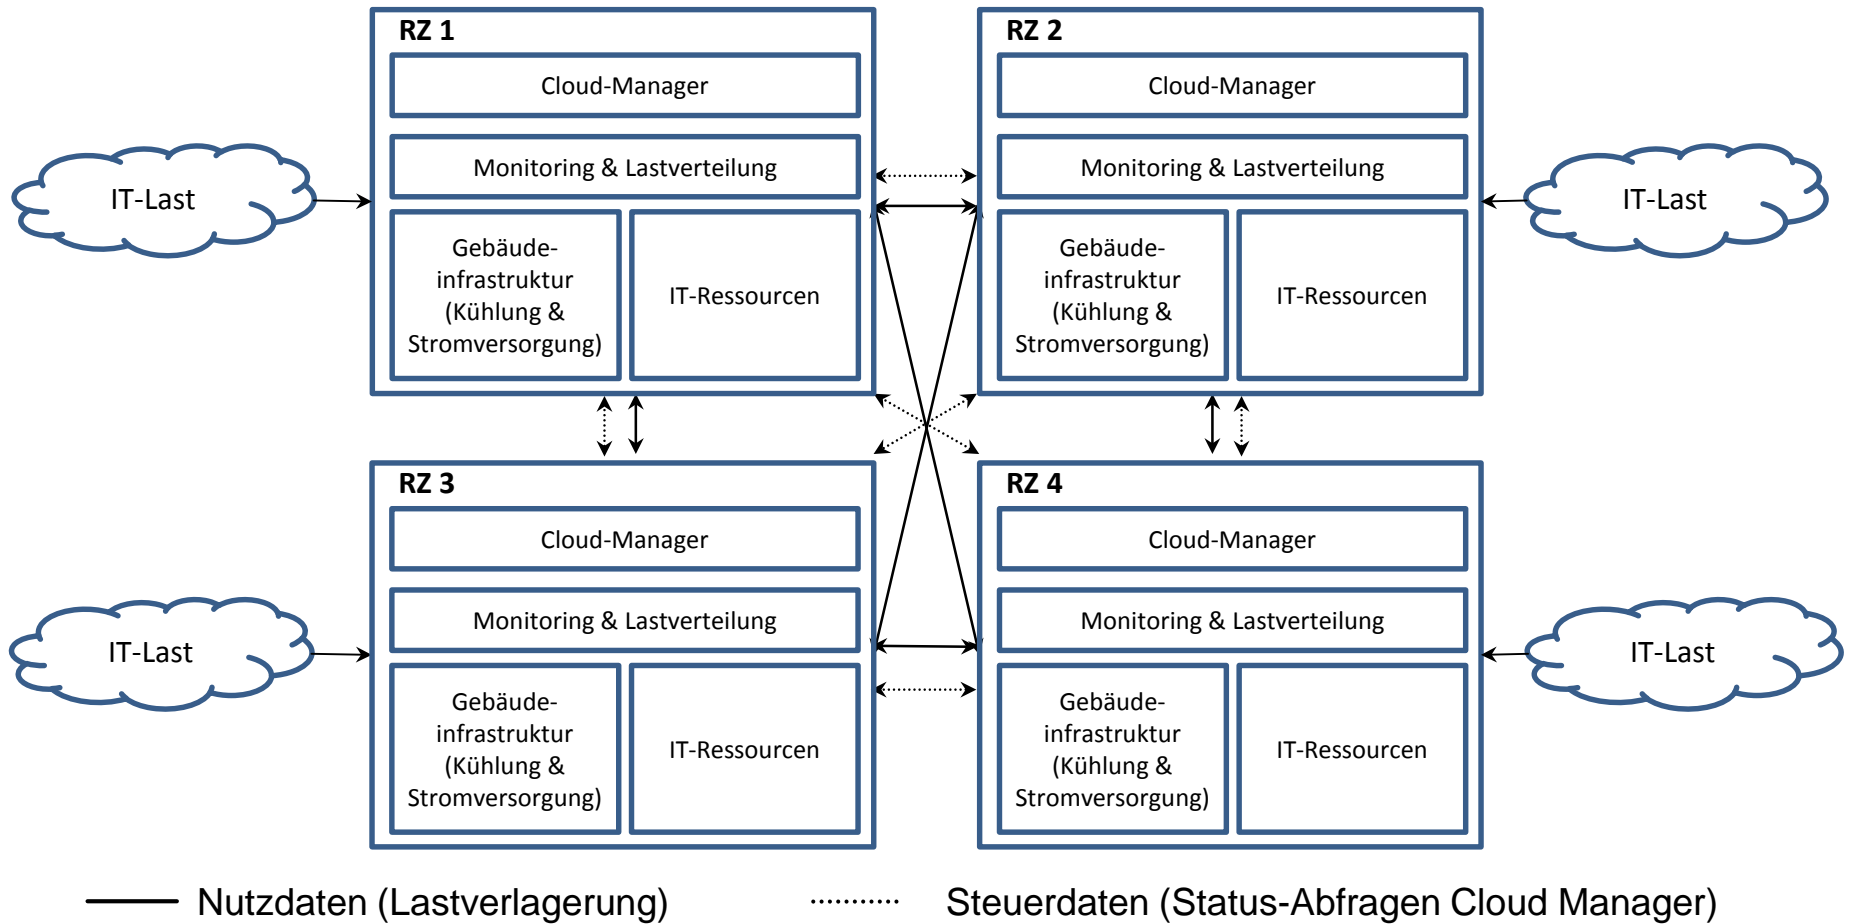 RZ 1
Cloud-Manager
Monitoring & Lastverteilung
Gebäude-
infrastruktur
(Kühlung &
Stromversorgung)
IT-Ressourcen
IT-Last
RZ 2
Cloud-Manager
Monitoring & Lastverteilung
Gebäude-
infrastruktur
(Kühlung &
Stromversorgung)
IT-Ressourcen
IT-Last
RZ 3
Cloud-Manager
Monitoring & Lastverteilung
Gebäude-
infrastruktur
(Kühlung &
Stromversorgung)
IT-Ressourcen
IT-Last
RZ 4
Cloud-Manager
Monitoring & Lastverteilung
Gebäude-
infrastruktur
(Kühlung &
Stromversorgung)
IT-Ressourcen
IT-Last
Nutzdaten (Lastverlagerung)
Steuerdaten (Status-Abfragen Cloud Manager)